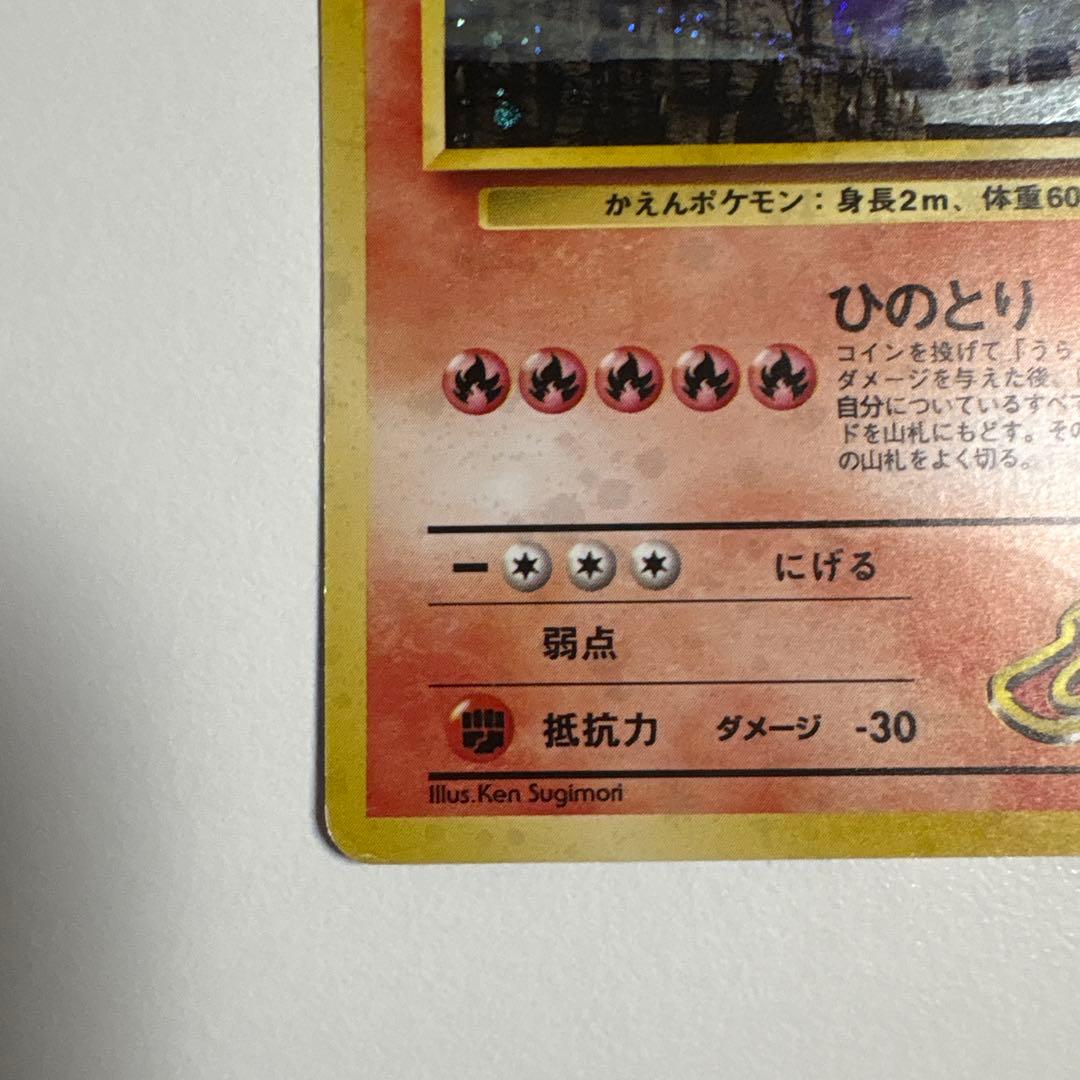 かえんポケモン：身長2m、体重60
ひのとり
コインを投げて「うら
ダメージを与えた後、
自分についているすべて
ドを山札にもどす。その
の山札をよく切る。
にげる
弱点
抵抗力 ダメージ -30
Illus.Ken Sugimori